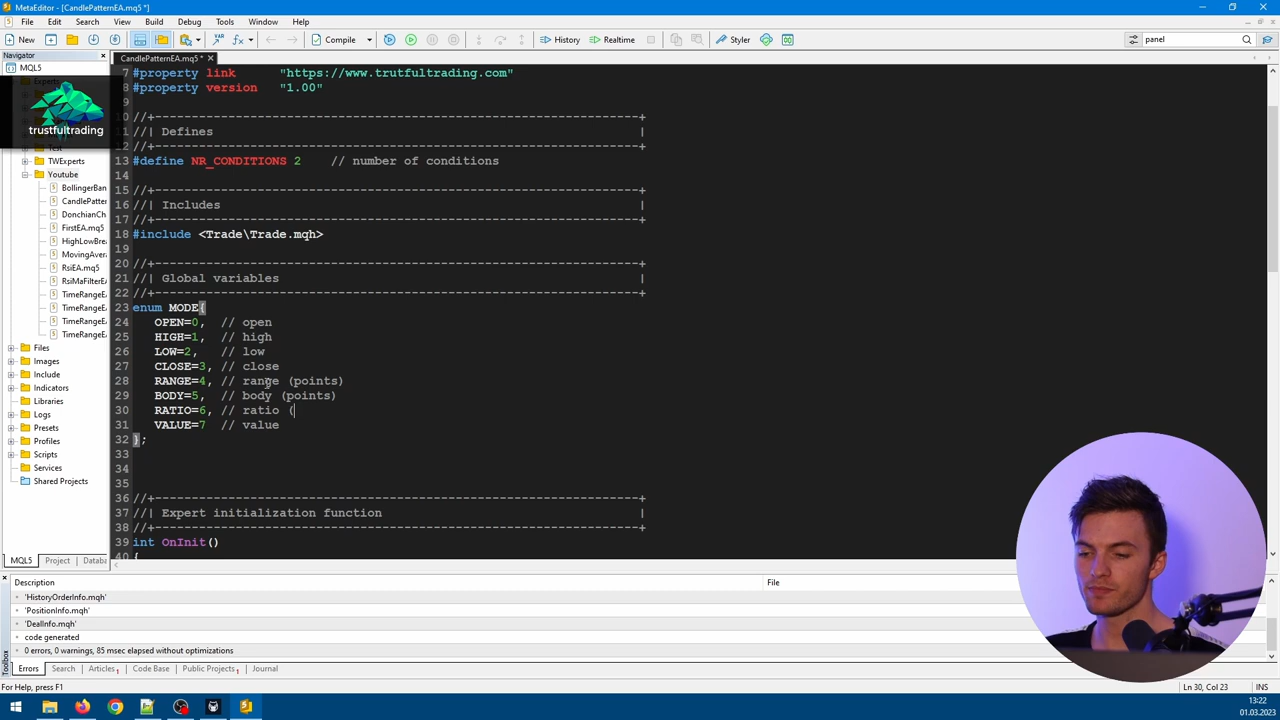 MetaEditor - [CandlePatternEA.mq5 *]
File Edit Search View Build Debug Tools Window Help
New Compile History Realtime Styler panel
Navigator
CandlePatternEA.mq5 *
MQL5
trustfultrading
TWExperts
Youtube
BollingerBan
CandlePatter
DonchianCh
FirstEA.mq5
HighLowBre
MovingAver
RsiEA.mq5
RsiMaFilterE
TimeRangeE
TimeRangeE
TimeRangeE
TimeRangeE
Files
Images
Include
Indicators
Libraries
Logs
Presets
Profiles
Scripts
Services
Shared Projects
MQL5 Project Databa
7 #property link "https://www.trutfultrading.com"
8 #property version "1.00"
9
10 //+------------------------------------------------------------------+
11 //| Defines |
12 //+------------------------------------------------------------------+
13 #define NR_CONDITIONS 2 // number of conditions
14
15 //+------------------------------------------------------------------+
16 //| Includes |
17 //+------------------------------------------------------------------+
18 #include <Trade\Trade.mqh>
19
20 //+------------------------------------------------------------------+
21 //| Global variables |
22 //+------------------------------------------------------------------+
23 enum MODE{
24 OPEN=0, // open
25 HIGH=1, // high
26 LOW=2, // low
27 CLOSE=3, // close
28 RANGE=4, // range (points)
29 BODY=5, // body (points)
30 RATIO=6, // ratio (
31 VALUE=7 // value
32 };
33
34
35
36 //+------------------------------------------------------------------+
37 //| Expert initialization function |
38 //+------------------------------------------------------------------+
39 int OnInit()
40 {
Description File
'HistoryOrderInfo.mqh'
'PositionInfo.mqh'
'DealInfo.mqh'
code generated
0 errors, 0 warnings, 85 msec elapsed without optimizations
Toolbox
Errors Search Articles 1 Code Base Public Projects 1 Journal
For Help, press F1 Ln 30, Col 23 INS
13:22
01.03.2023